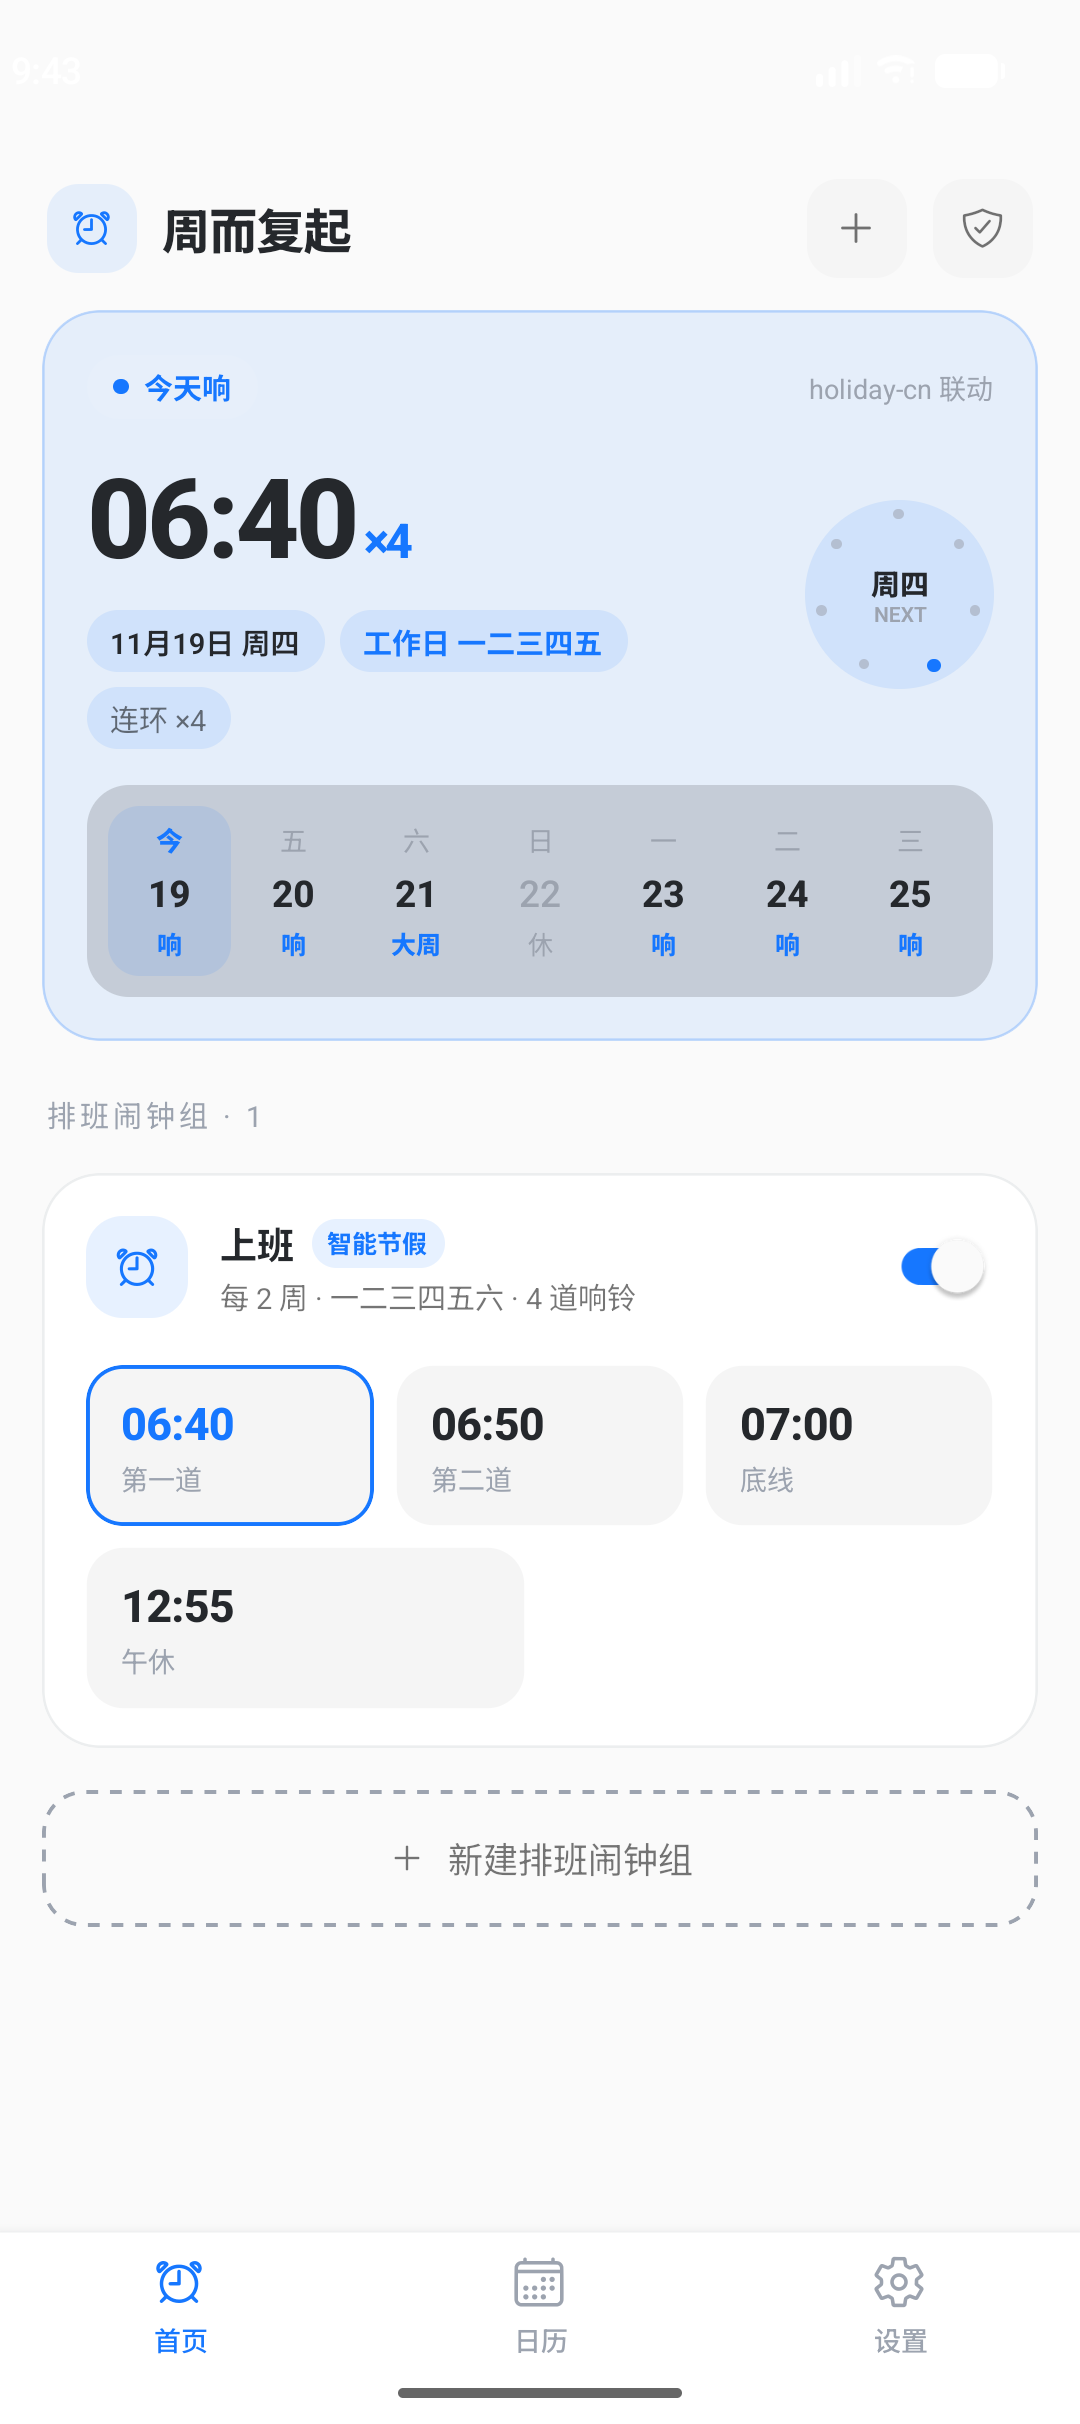 9:43
周而复起
今天响
holiday-cn 联动
06:40 ×4
周四
NEXT
11月19日 周四
工作日 一二三四五
连环 ×4
今 五 六 日 一 二 三
19 20 21 22 23 24 25
响 响 大周 休 响 响 响
排班闹钟组 · 1
上班 智能节假
每 2 周 · 一二三四五六 · 4 道响铃
06:40 06:50 07:00
第一道 第二道 底线
12:55
午休
新建排班闹钟组
首页 日历 设置